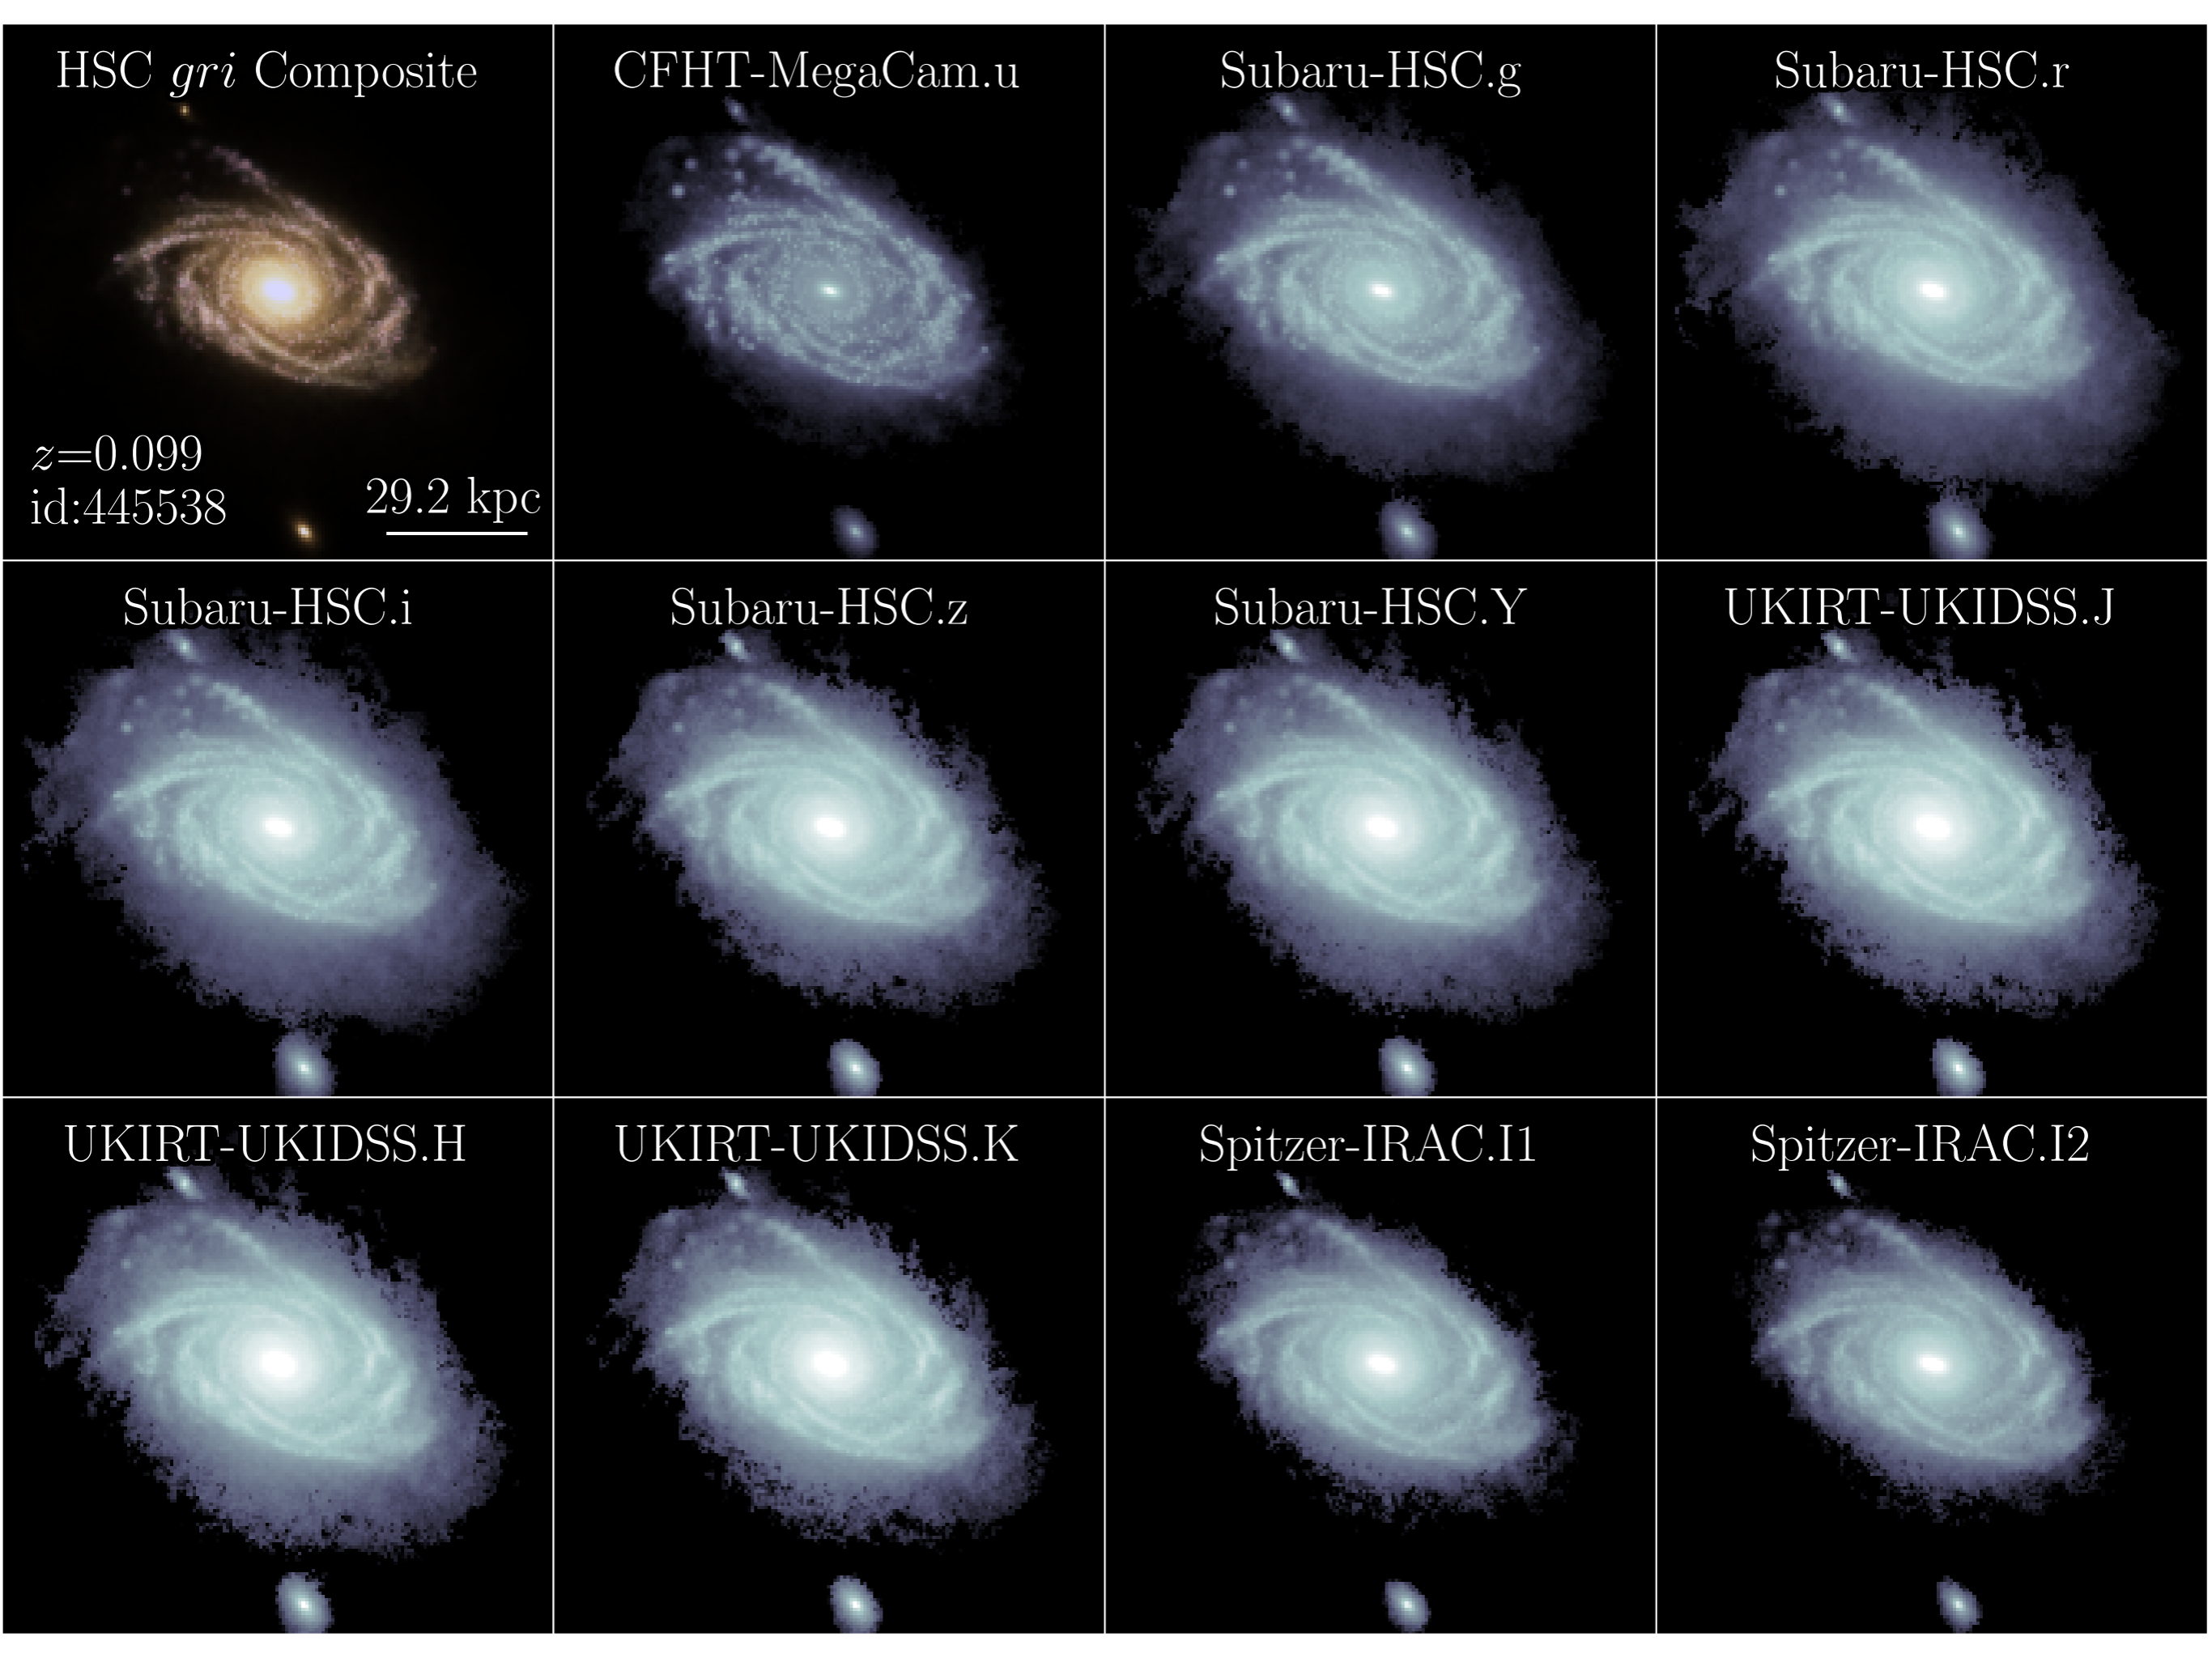 HSC gri Composite
CFHT-MegaCam.u
Subaru-HSC.g
Subaru-HSC.r
z=0.099
id:445538
29.2 kpc
Subaru-HSC.i
Subaru-HSC.z
Subaru-HSC.Y
UKIRT-UKIDSS.J
UKIRT-UKIDSS.H
UKIRT-UKIDSS.K
Spitzer-IRAC.I1
Spitzer-IRAC.I2